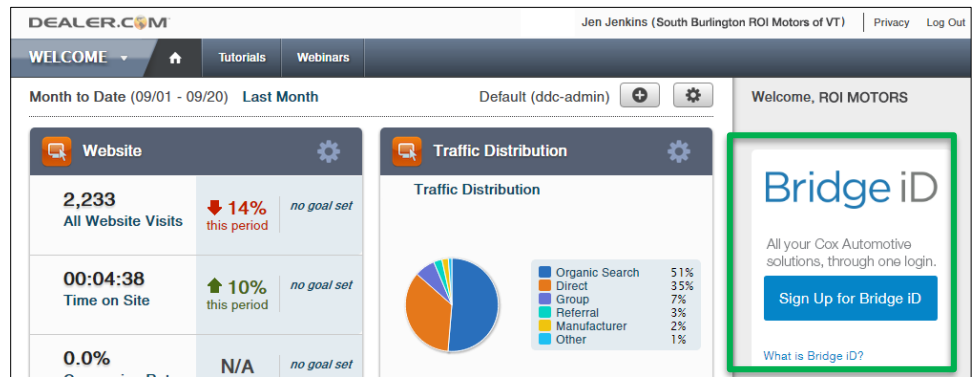 DEALER.COM
Jen Jenkins (South Burlington ROI Motors of VT) Privacy Log Out
WELCOME Tutorials Webinars
Month to Date (09/01 - 09/20) Last Month Default (ddc-admin) Welcome, ROI MOTORS
Website
2,233
All Website Visits
14%
this period
no goal set
00:04:38
Time on Site
10%
this period
no goal set
0.0%
N/A
no goal set
Traffic Distribution
Traffic Distribution
Organic Search 51%
Direct 35%
Group 7%
Referral 3%
Manufacturer 2%
Other 1%
Bridge iD
All your Cox Automotive
solutions, through one login.
Sign Up for Bridge iD
What is Bridge iD?